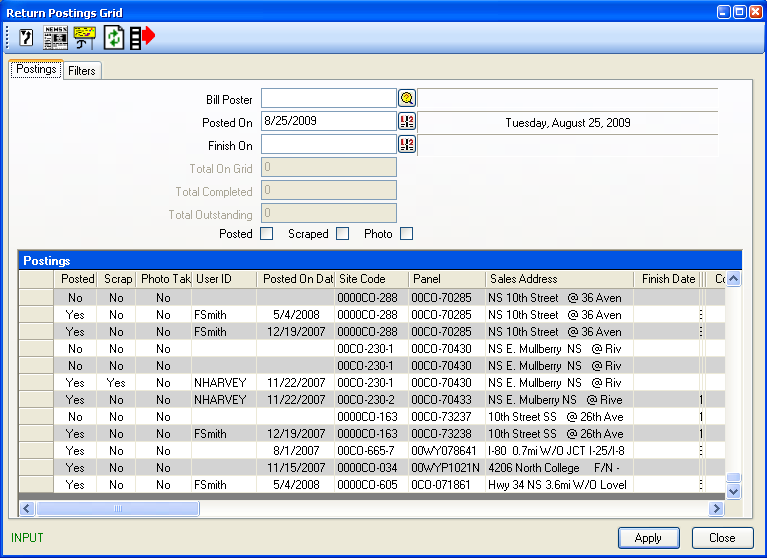 Return Postings Grid
NEWS
Postings Filters
Bill Poster
Posted On 8/25/2009 Tuesday, August 25, 2009
Finish On
Total On Grid 0
Total Completed 0
Total Outstanding 0
Posted Scraped Photo
Postings
Posted Scrap Photo Tak User ID Posted On Dat Site Code Panel Sales Address Finish Date Co
No No No 0000CO-288 00CO-70285 NS 10th Street @ 36 Aven
Yes No No FSmith 5/4/2008 0000CO-288 00CO-70285 NS 10th Street @ 36 Aven
Yes No No FSmith 12/19/2007 0000CO-288 00CO-70285 NS 10th Street @ 36 Aven
No No No 00CO-230-1 00CO-70430 NS E. Mullberry NS @ Riv
No No No 00CO-230-1 00CO-70430 NS E. Mullberry NS @ Riv
Yes Yes No NHARVEY 11/22/2007 00CO-230-1 00CO-70430 NS E. Mullberry NS @ Riv
Yes No No NHARVEY 11/22/2007 00CO-230-2 00CO-70433 NS E. Mulberry NS @ Rive 1
No No No 0000CO-163 00CO-73237 10th Street SS @ 26th Ave 1
Yes No No FSmith 12/19/2007 0000CO-163 00CO-73238 10th Street SS @ 26th Ave 1
Yes No No 8/1/2007 00CO-665-7 00WY078641 I-80 0.7mi W/O JCT I-25/I-8
Yes No No 11/15/2007 0000CO-034 00WYP1021N 4206 North College F/N -
Yes No No FSmith 5/4/2008 0000CO-605 0CO-071861 Hwy 34 NS 3.6mi W/O Lovel
INPUT Apply Close